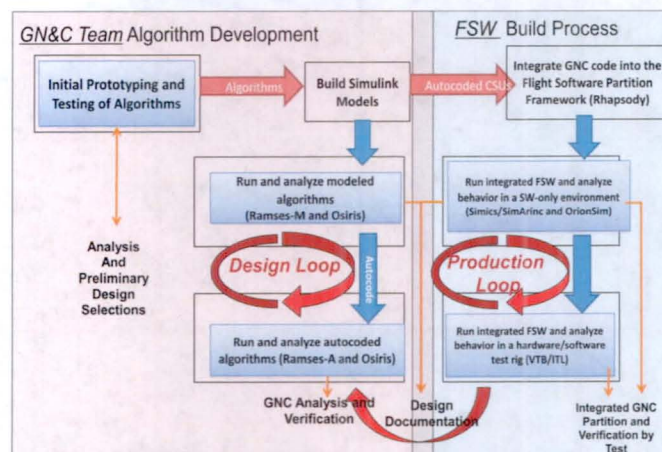 GN&C Team Algorithm Development
FSW Build Process
Initial Prototyping and
Testing of Algorithms
Algorithms
Build Simulink
Models
Autocoded CSUs
Integrate GNC code into the
Flight Software Partition
Framework (Rhapsody)
Run and analyze modeled
algorithms
(Ramses-M and Osiris)
Run integrated FSW and analyze
behavior in a SW-only environment
(Simics/SimArinc and OrionSim)
Analysis
And
Preliminary
Design
Selections
Design Loop
Autocode
Production
Loop
Run and analyze autocoded
algorithms (Ramses-A and Osiris)
Run integrated FSW and analyze
behavior in a hardware/software
test rig (VTB/ITL)
GNC Analysis and
Verification
Design
Documentation
Integrated GNC
Partition and
Verification by
Test